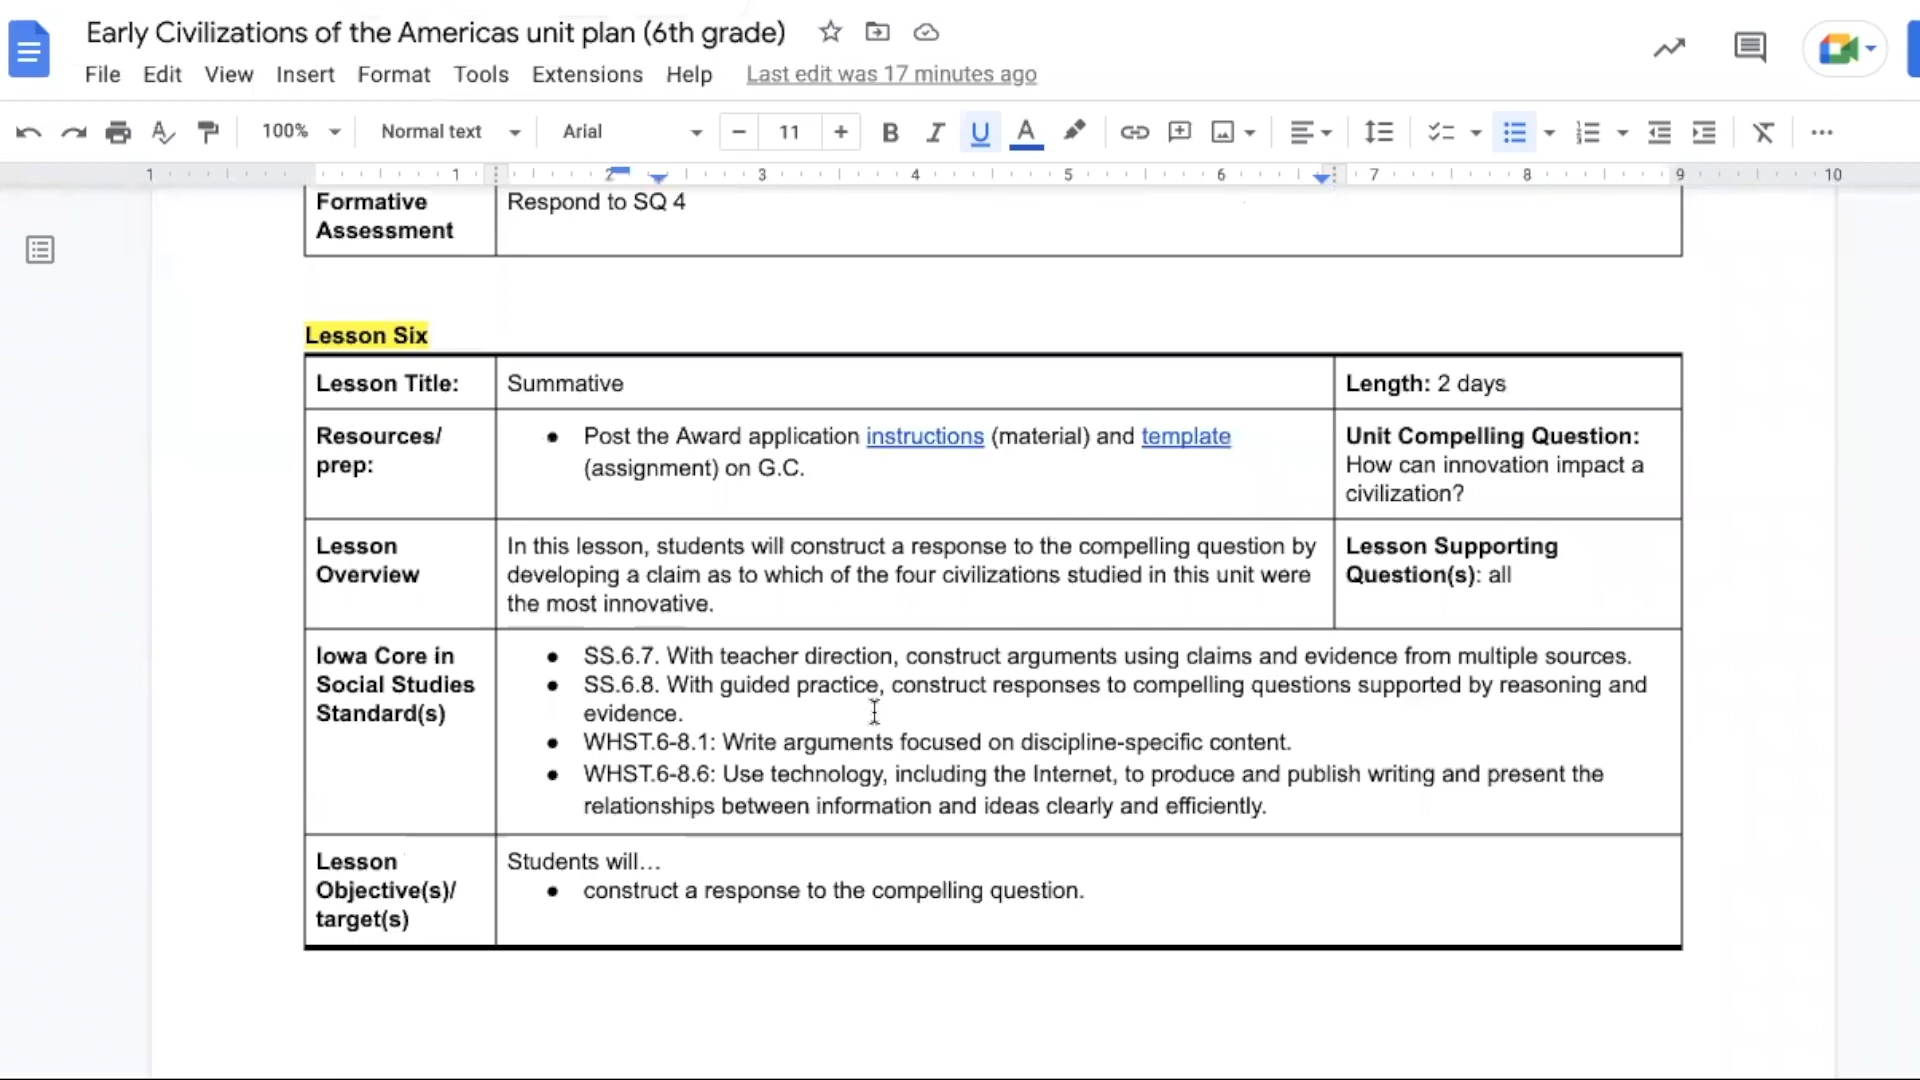 Early Civilizations of the Americas unit plan (6th grade)
File Edit View Insert Format Tools Extensions Help Last edit was 17 minutes ago
100% Normal text Arial − 11 + B I U A
1 1 2 3 4 5 6 7 8 9 10
Formative
Assessment
Respond to SQ 4
Lesson Six
Lesson Title:
Summative
Length: 2 days
Resources/
prep:
● Post the Award application instructions (material) and template
(assignment) on G.C.
Unit Compelling Question:
How can innovation impact a
civilization?
Lesson
Overview
In this lesson, students will construct a response to the compelling question by
developing a claim as to which of the four civilizations studied in this unit were
the most innovative.
Lesson Supporting
Question(s): all
Iowa Core in
Social Studies
Standard(s)
● SS.6.7. With teacher direction, construct arguments using claims and evidence from multiple sources.
● SS.6.8. With guided practice, construct responses to compelling questions supported by reasoning and
evidence.
● WHST.6-8.1: Write arguments focused on discipline-specific content.
● WHST.6-8.6: Use technology, including the Internet, to produce and publish writing and present the
relationships between information and ideas clearly and efficiently.
Lesson
Objective(s)/
target(s)
Students will…
● construct a response to the compelling question.